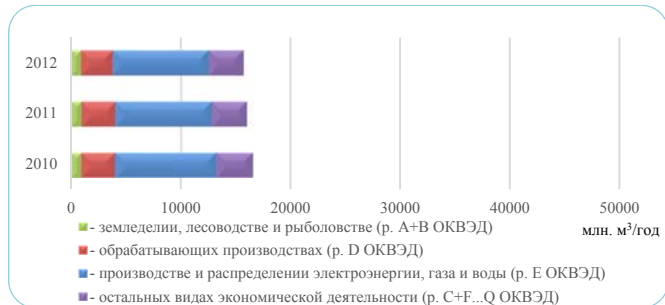 2012
2011
2010
0 10000 20000 30000 40000 50000
млн. м³/год
- земледелии, лесоводстве и рыболовстве (р. A+B ОКВЭД)
- обрабатывающих производствах (р. D ОКВЭД)
- производстве и распределении электроэнергии, газа и воды (р. E ОКВЭД)
- остальных видах экономической деятельности (р. C+F...Q ОКВЭД)